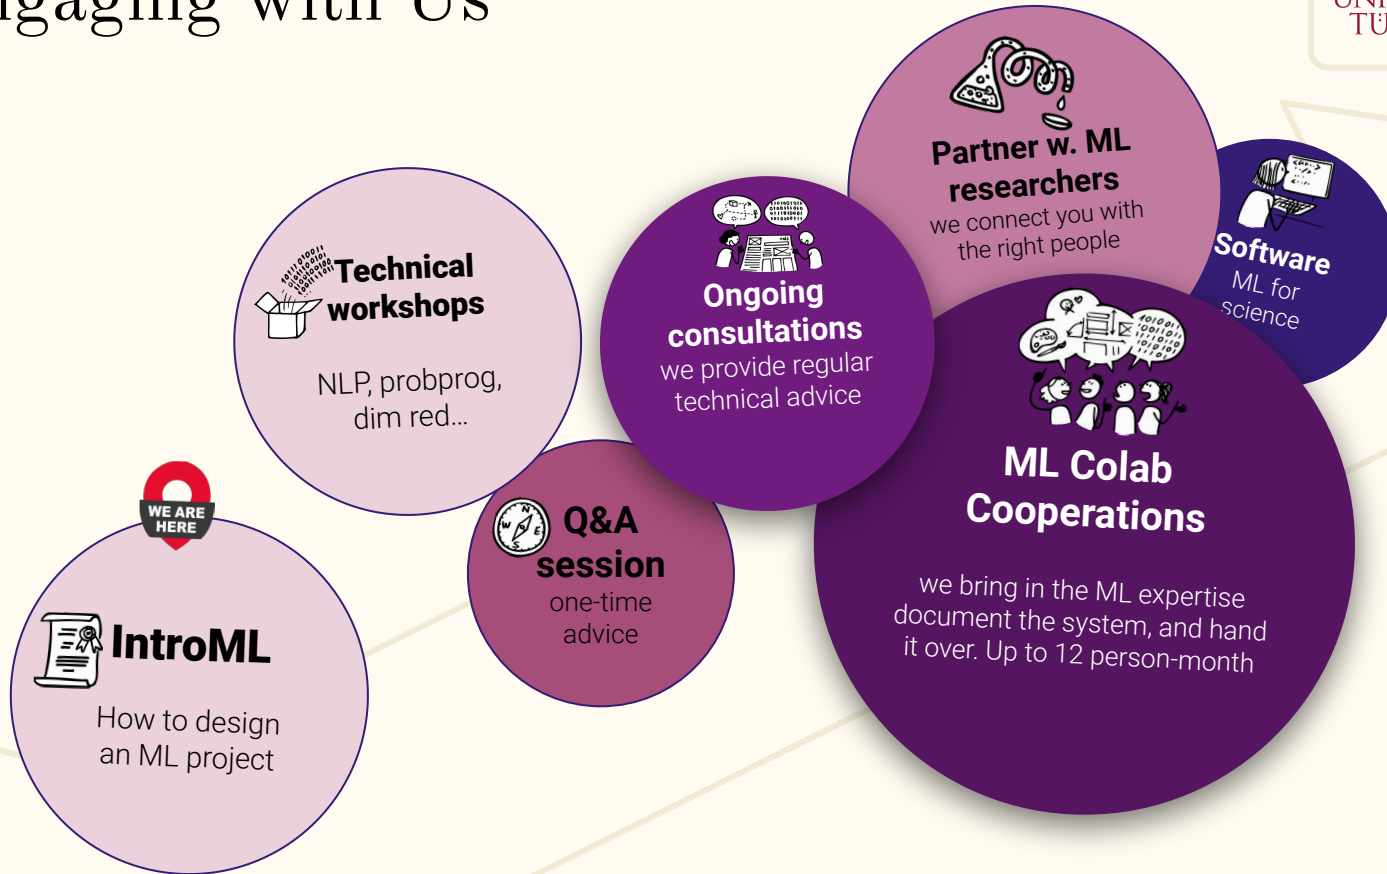 with Us
Partner w. ML
researchers
we connect you with
the right people
Software
ML for
science
Technical
workshops
NLP, probprog,
dim red...
Ongoing
consultations
we provide regular
technical advice
ML Colab
Cooperations
we bring in the ML expertise
document the system, and hand
it over. Up to 12 person-month
WE ARE
HERE
Q&A
session
one-time
advice
IntroML
How to design
an ML project